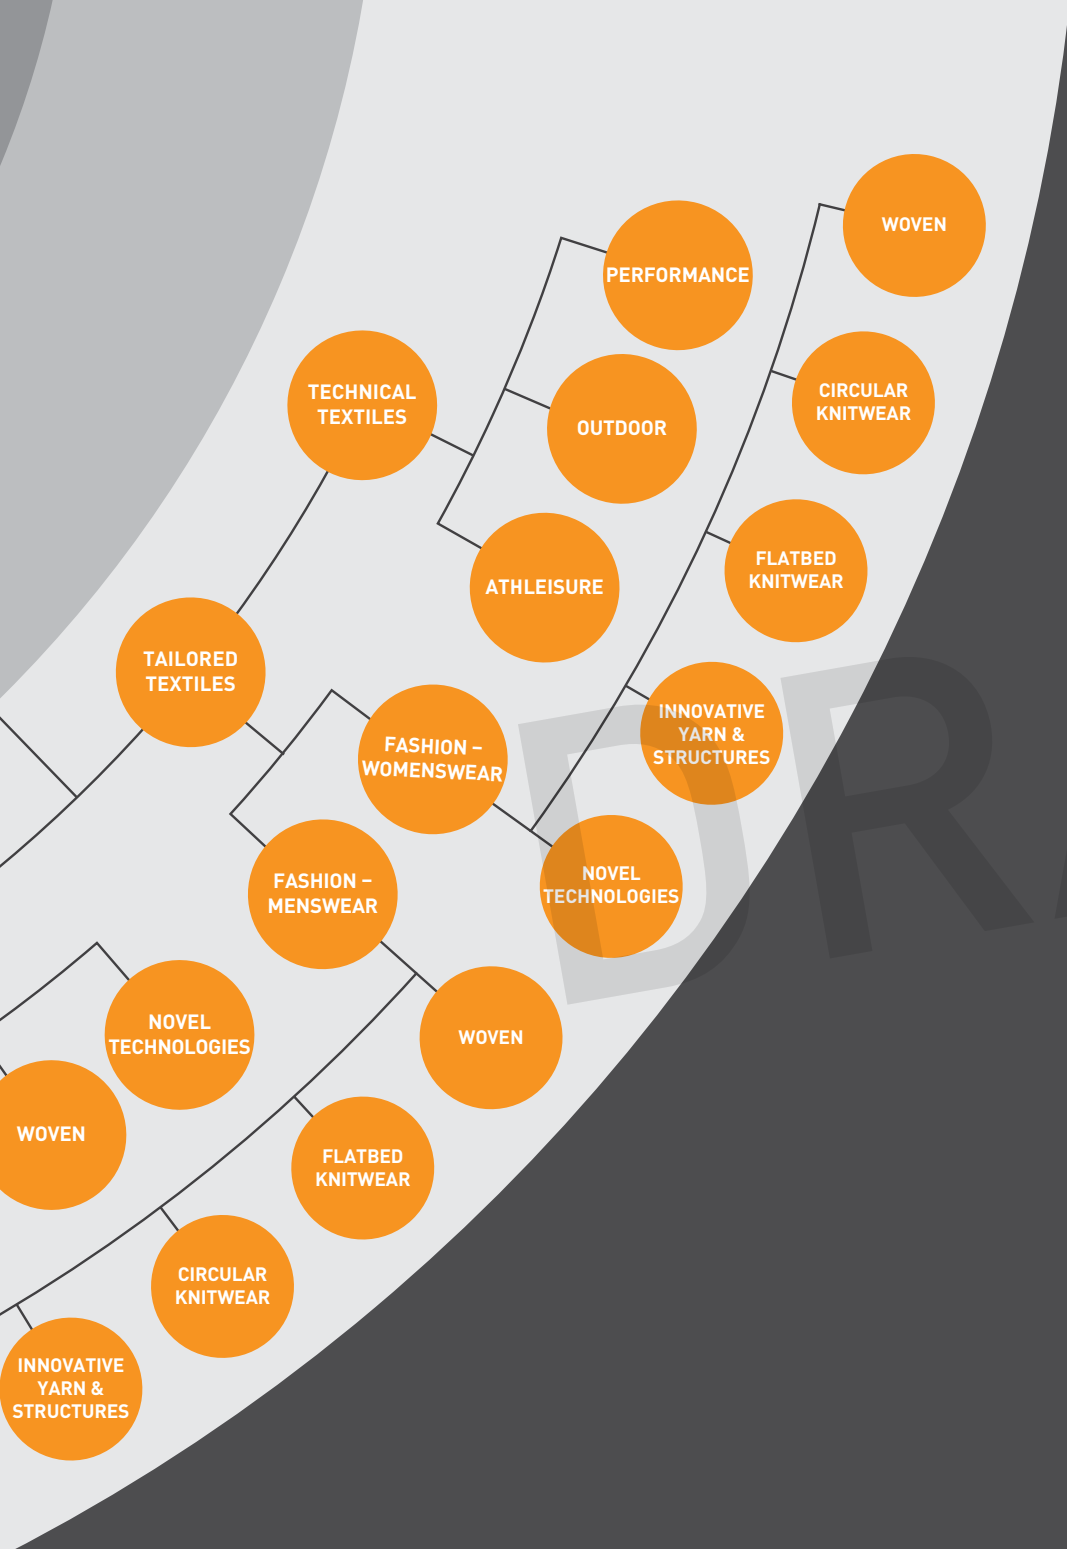 WOVEN
PERFORMANCE
CIRCULAR
KNITWEAR
TECHNICAL
TEXTILES
OUTDOOR
FLATBED
KNITWEAR
ATHLEISURE
TAILORED
TEXTILES
INNOVATIVE
YARN &
STRUCTURES
FASHION –
WOMENSWEAR
NOVEL
TECHNOLOGIES
FASHION –
MENSWEAR
NOVEL
TECHNOLOGIES
WOVEN
WOVEN
FLATBED
KNITWEAR
CIRCULAR
KNITWEAR
INNOVATIVE
YARN &
STRUCTURES
DR